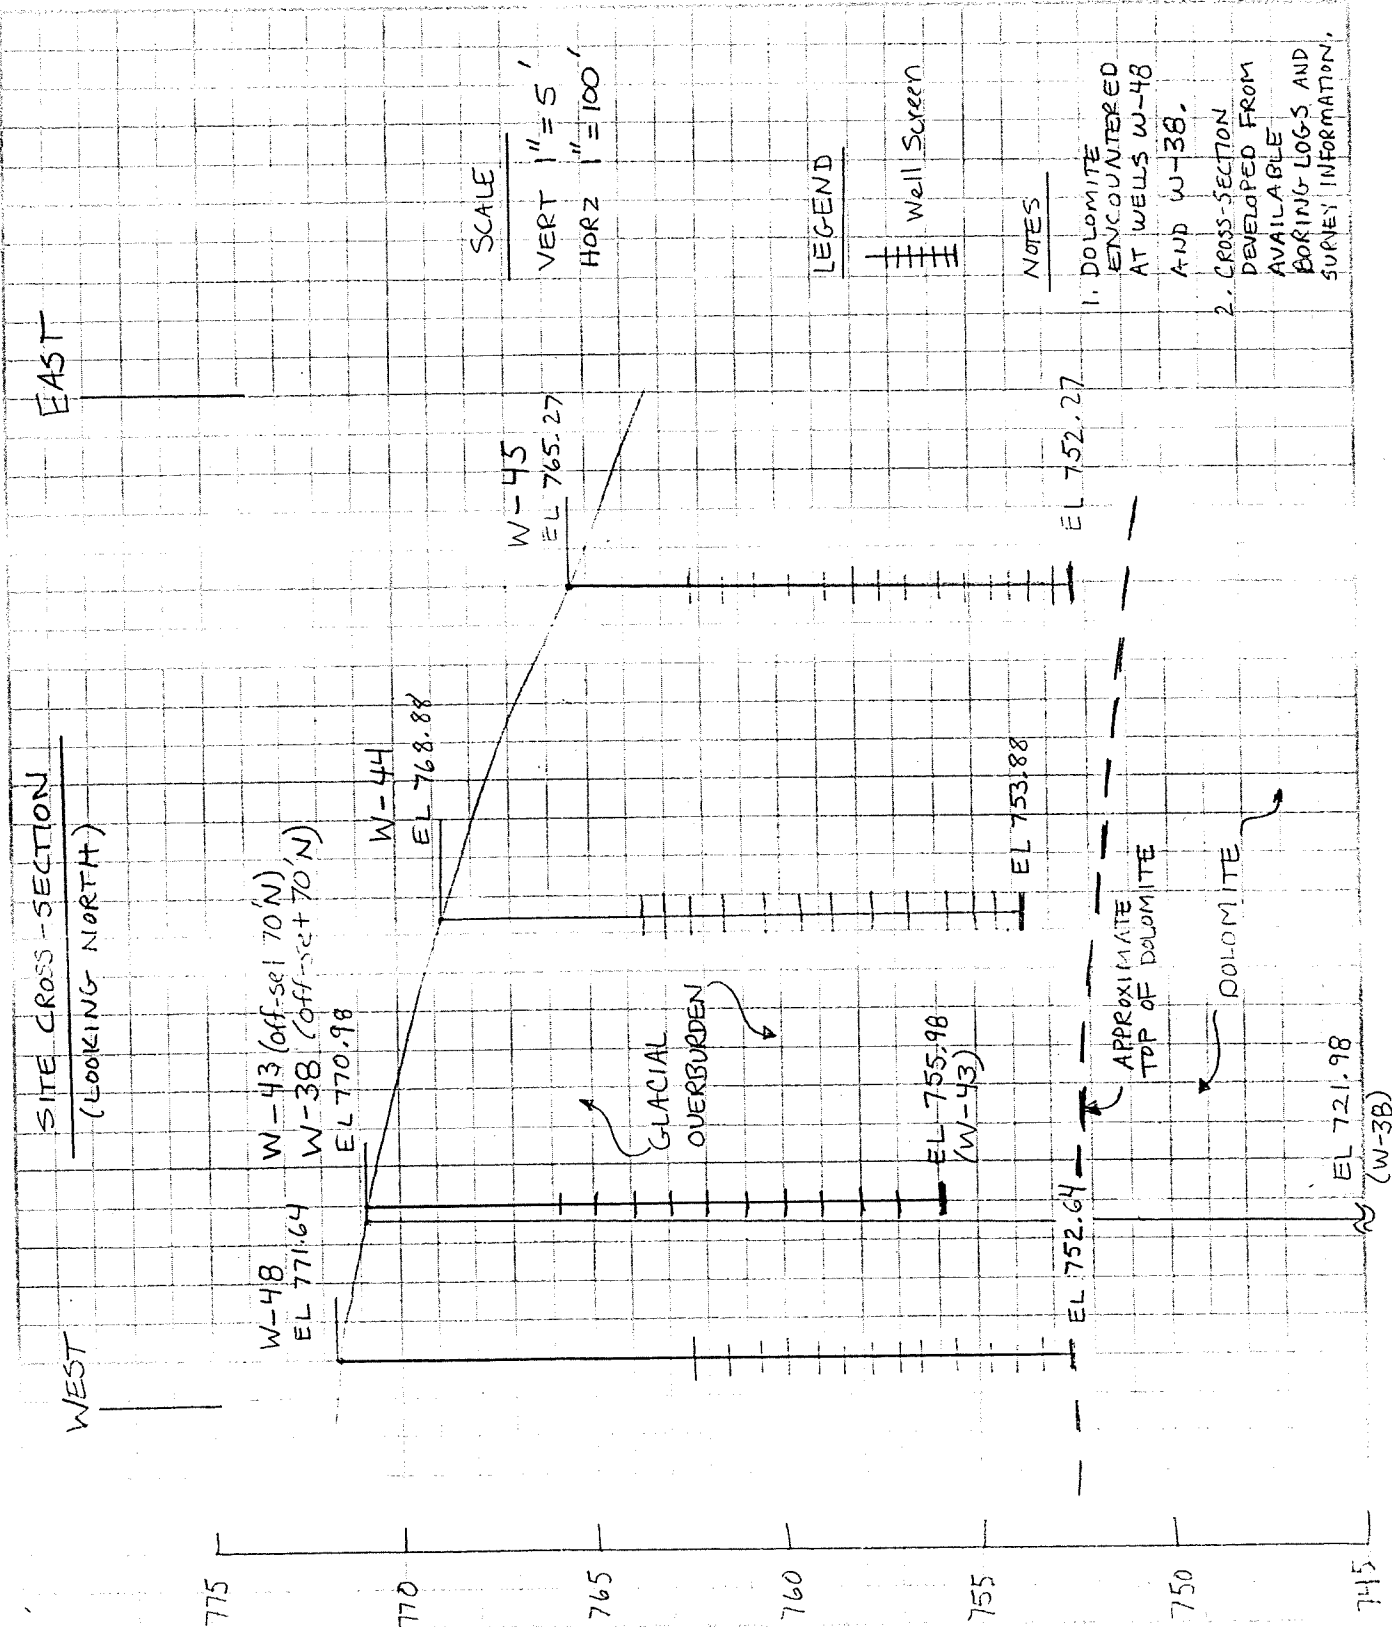 SITE CROSS-SECTION
(LOOKING NORTH)
WEST
EAST
W-48
EL 771.64
W-43 (off-set 70'N)
W-38 (off-set 70'N)
EL 770.98
W-44
EL 768.88'
W-45
EL 765.27
SCALE
VERT 1" = 5'
HORZ 1" = 100'
LEGEND
Well Screen
NOTES
1. DOLOMITE
ENCOUNTERED
AT WELLS W-48
AND W-3B.
2. CROSS-SECTION
DEVELOPED FROM
AVAILABLE
BORING LOGS AND
SURVEY INFORMATION.
GLACIAL
OVERBURDEN
EL 755.98
(W-43)
EL 753.88
EL 752.27
EL 752.64
APPROXIMATE
TOP OF DOLOMITE
DOLOMITE
EL 721.98
(W-3B)
775
770
765
760
755
750
745